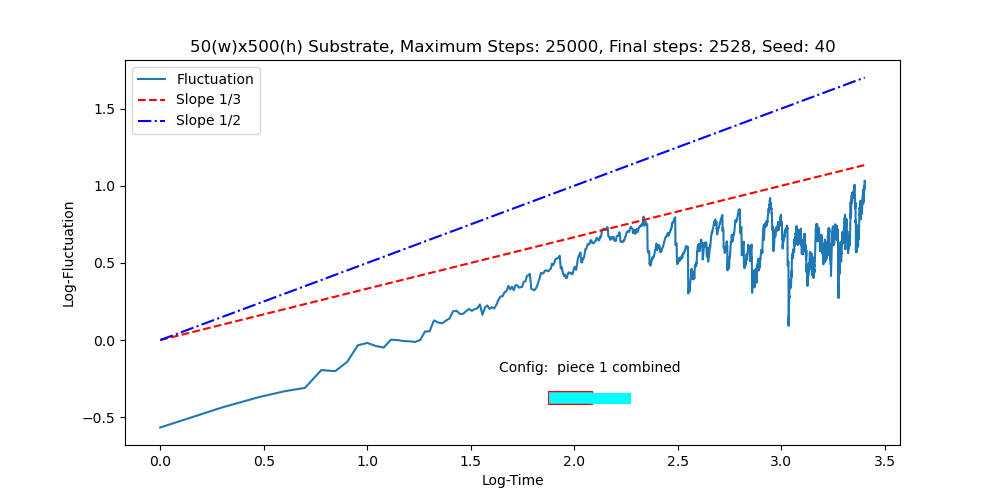 50(w)x500(h) Substrate, Maximum Steps: 25000, Final steps: 2528, Seed: 40
Fluctuation
Slope 1/3
Slope 1/2
Log-Fluctuation
1.5
1.0
0.5
0.0
−0.5
Config:  piece 1 combined
0.0 0.5 1.0 1.5 2.0 2.5 3.0 3.5
Log-Time